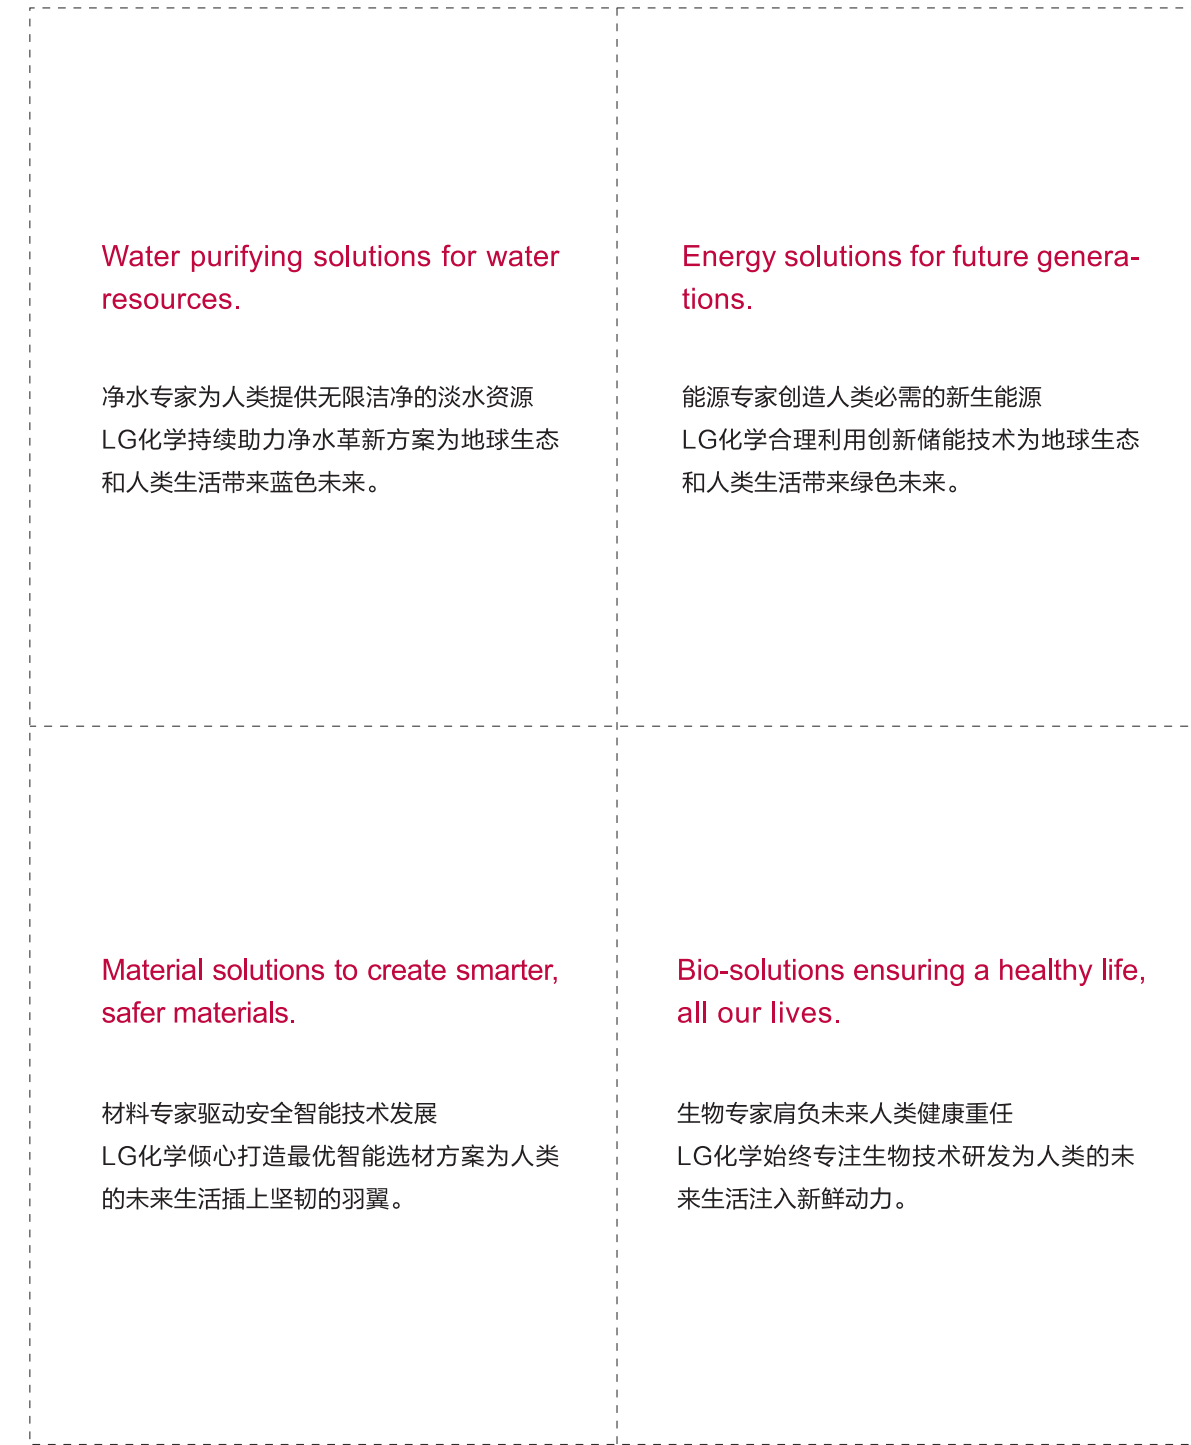 Water purifying solutions for water
resources.
净水专家为人类提供无限洁净的淡水资源
LG化学持续助力净水革新方案为地球生态
和人类生活带来蓝色未来。
Energy solutions for future genera-
tions.
能源专家创造人类必需的新生能源
LG化学合理利用创新储能技术为地球生态
和人类生活带来绿色未来。
Material solutions to create smarter,
safer materials.
材料专家驱动安全智能技术发展
LG化学倾心打造最优智能选材方案为人类
的未来生活插上坚韧的羽翼。
Bio-solutions ensuring a healthy life,
all our lives.
生物专家肩负未来人类健康重任
LG化学始终专注生物技术研发为人类的未
来生活注入新鲜动力。